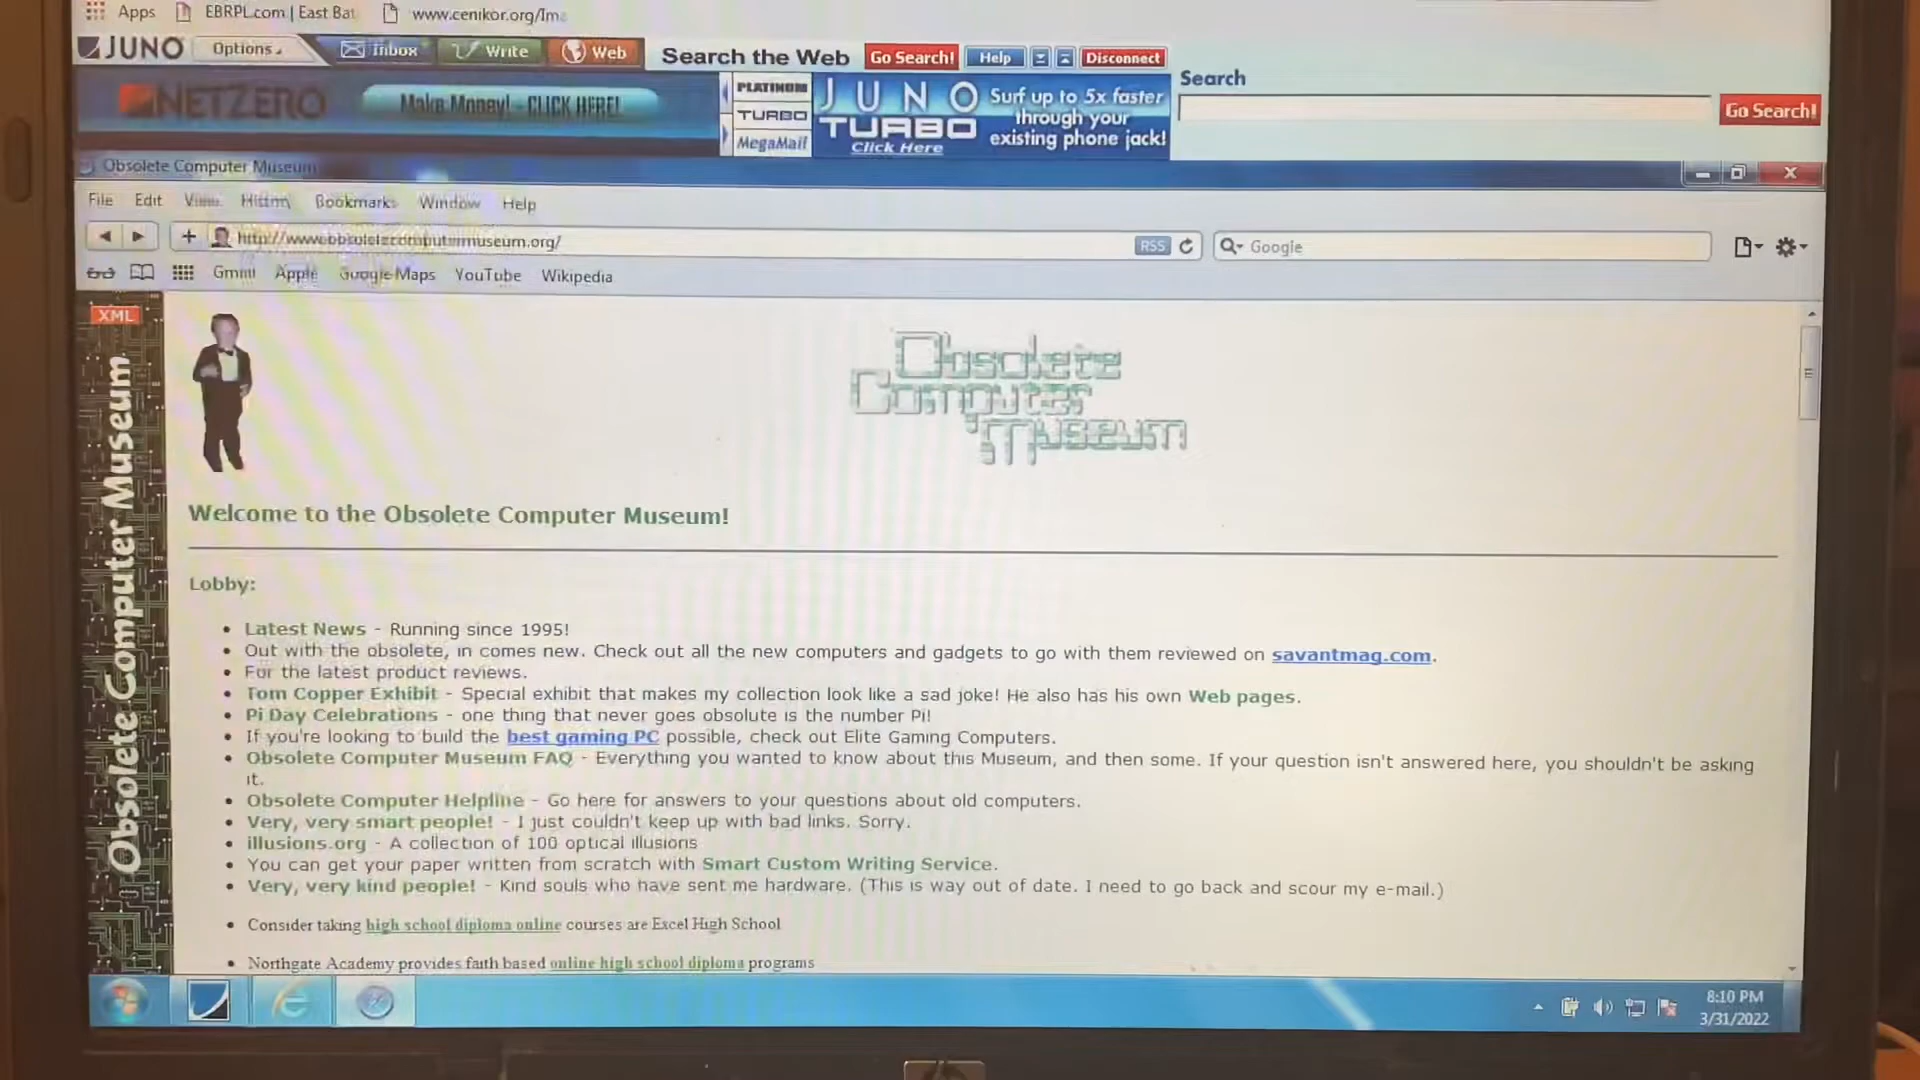 Apps EBRPL.com | East Bat www.cenikor.org/Ima
JUNO Options Inbox Write Web Search the Web Go Search! Help Disconnect
Search
NETZERO Make Money! - CLICK HERE!
PLATINUM
TURBO
MegaMail
JUNO
TURBO
Click Here
Surf up to 5x faster
through your
existing phone jack!
Go Search!
Obsolete Computer Museum
File Edit View History Bookmarks Window Help
http://www.obsoletecomputermuseum.org/ RSS Google
Gmail Apple Google Maps YouTube Wikipedia
XML
Obsolete Computer Museum
Obsolete
Computer
Museum
Welcome to the Obsolete Computer Museum!
Lobby:
• Latest News - Running since 1995!
• Out with the obsolete, in comes new. Check out all the new computers and gadgets to go with them reviewed on savantmag.com.
• For the latest product reviews.
• Tom Copper Exhibit - Special exhibit that makes my collection look like a sad joke! He also has his own Web pages.
• Pi Day Celebrations - one thing that never goes obsolute is the number Pi!
• If you're looking to build the best gaming PC possible, check out Elite Gaming Computers.
• Obsolete Computer Museum FAQ - Everything you wanted to know about this Museum, and then some. If your question isn't answered here, you shouldn't be asking
it.
• Obsolete Computer Helpline - Go here for answers to your questions about old computers.
• Very, very smart people! - I just couldn't keep up with bad links. Sorry.
• illusions.org - A collection of 100 optical illusions
• You can get your paper written from scratch with Smart Custom Writing Service.
• Very, very kind people! - Kind souls who have sent me hardware. (This is way out of date. I need to go back and scour my e-mail.)
• Consider taking high school diploma online courses are Excel High School
• Northgate Academy provides faith based online high school diploma programs
8:10 PM
3/31/2022